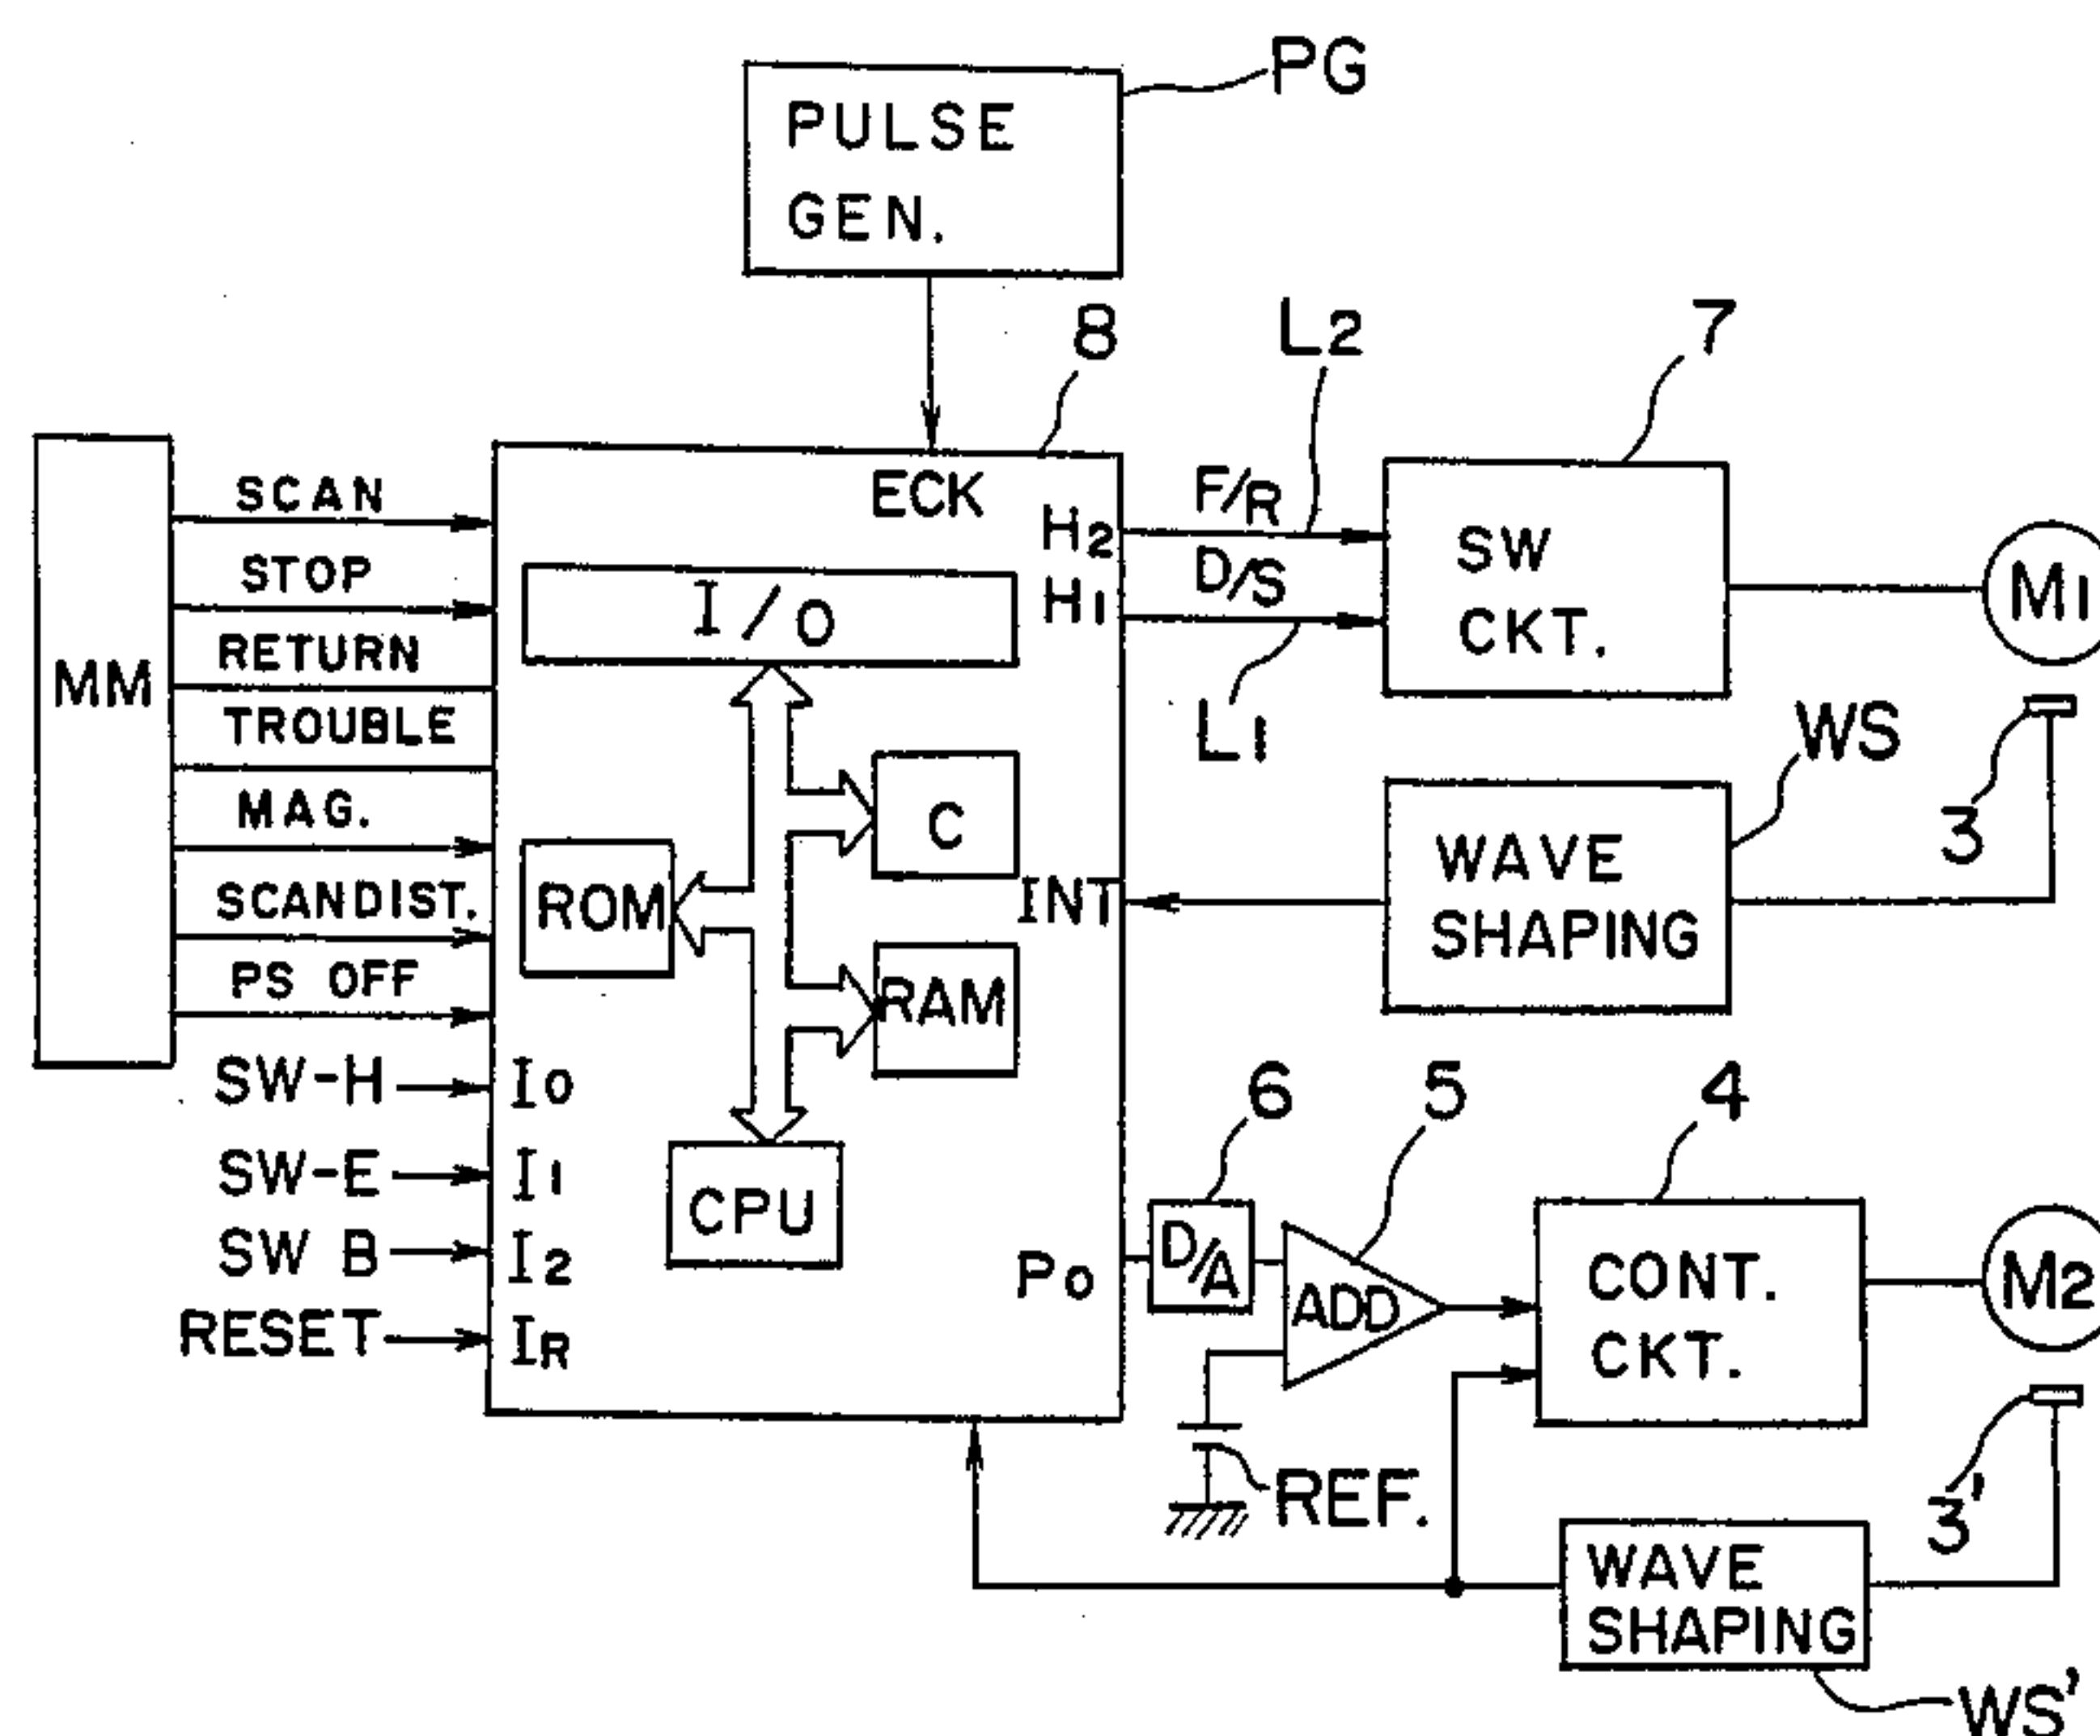 PG
PULSE
GEN.
8
L2
7
MM
SCAN
STOP
RETURN
TROUBLE
MAG.
SCANDIST.
PS OFF
SW-H
SW-E
SW B
RESET
ECK
I/O
C
ROM
RAM
CPU
I0
I1
I2
IR
H2
H1
INT
P0
F/R
D/S
L1
SW
CKT.
M1
3
WS
WAVE
SHAPING
6
5
4
D/A
ADD
CONT.
CKT.
M2
REF.
3'
WAVE
SHAPING
WS'